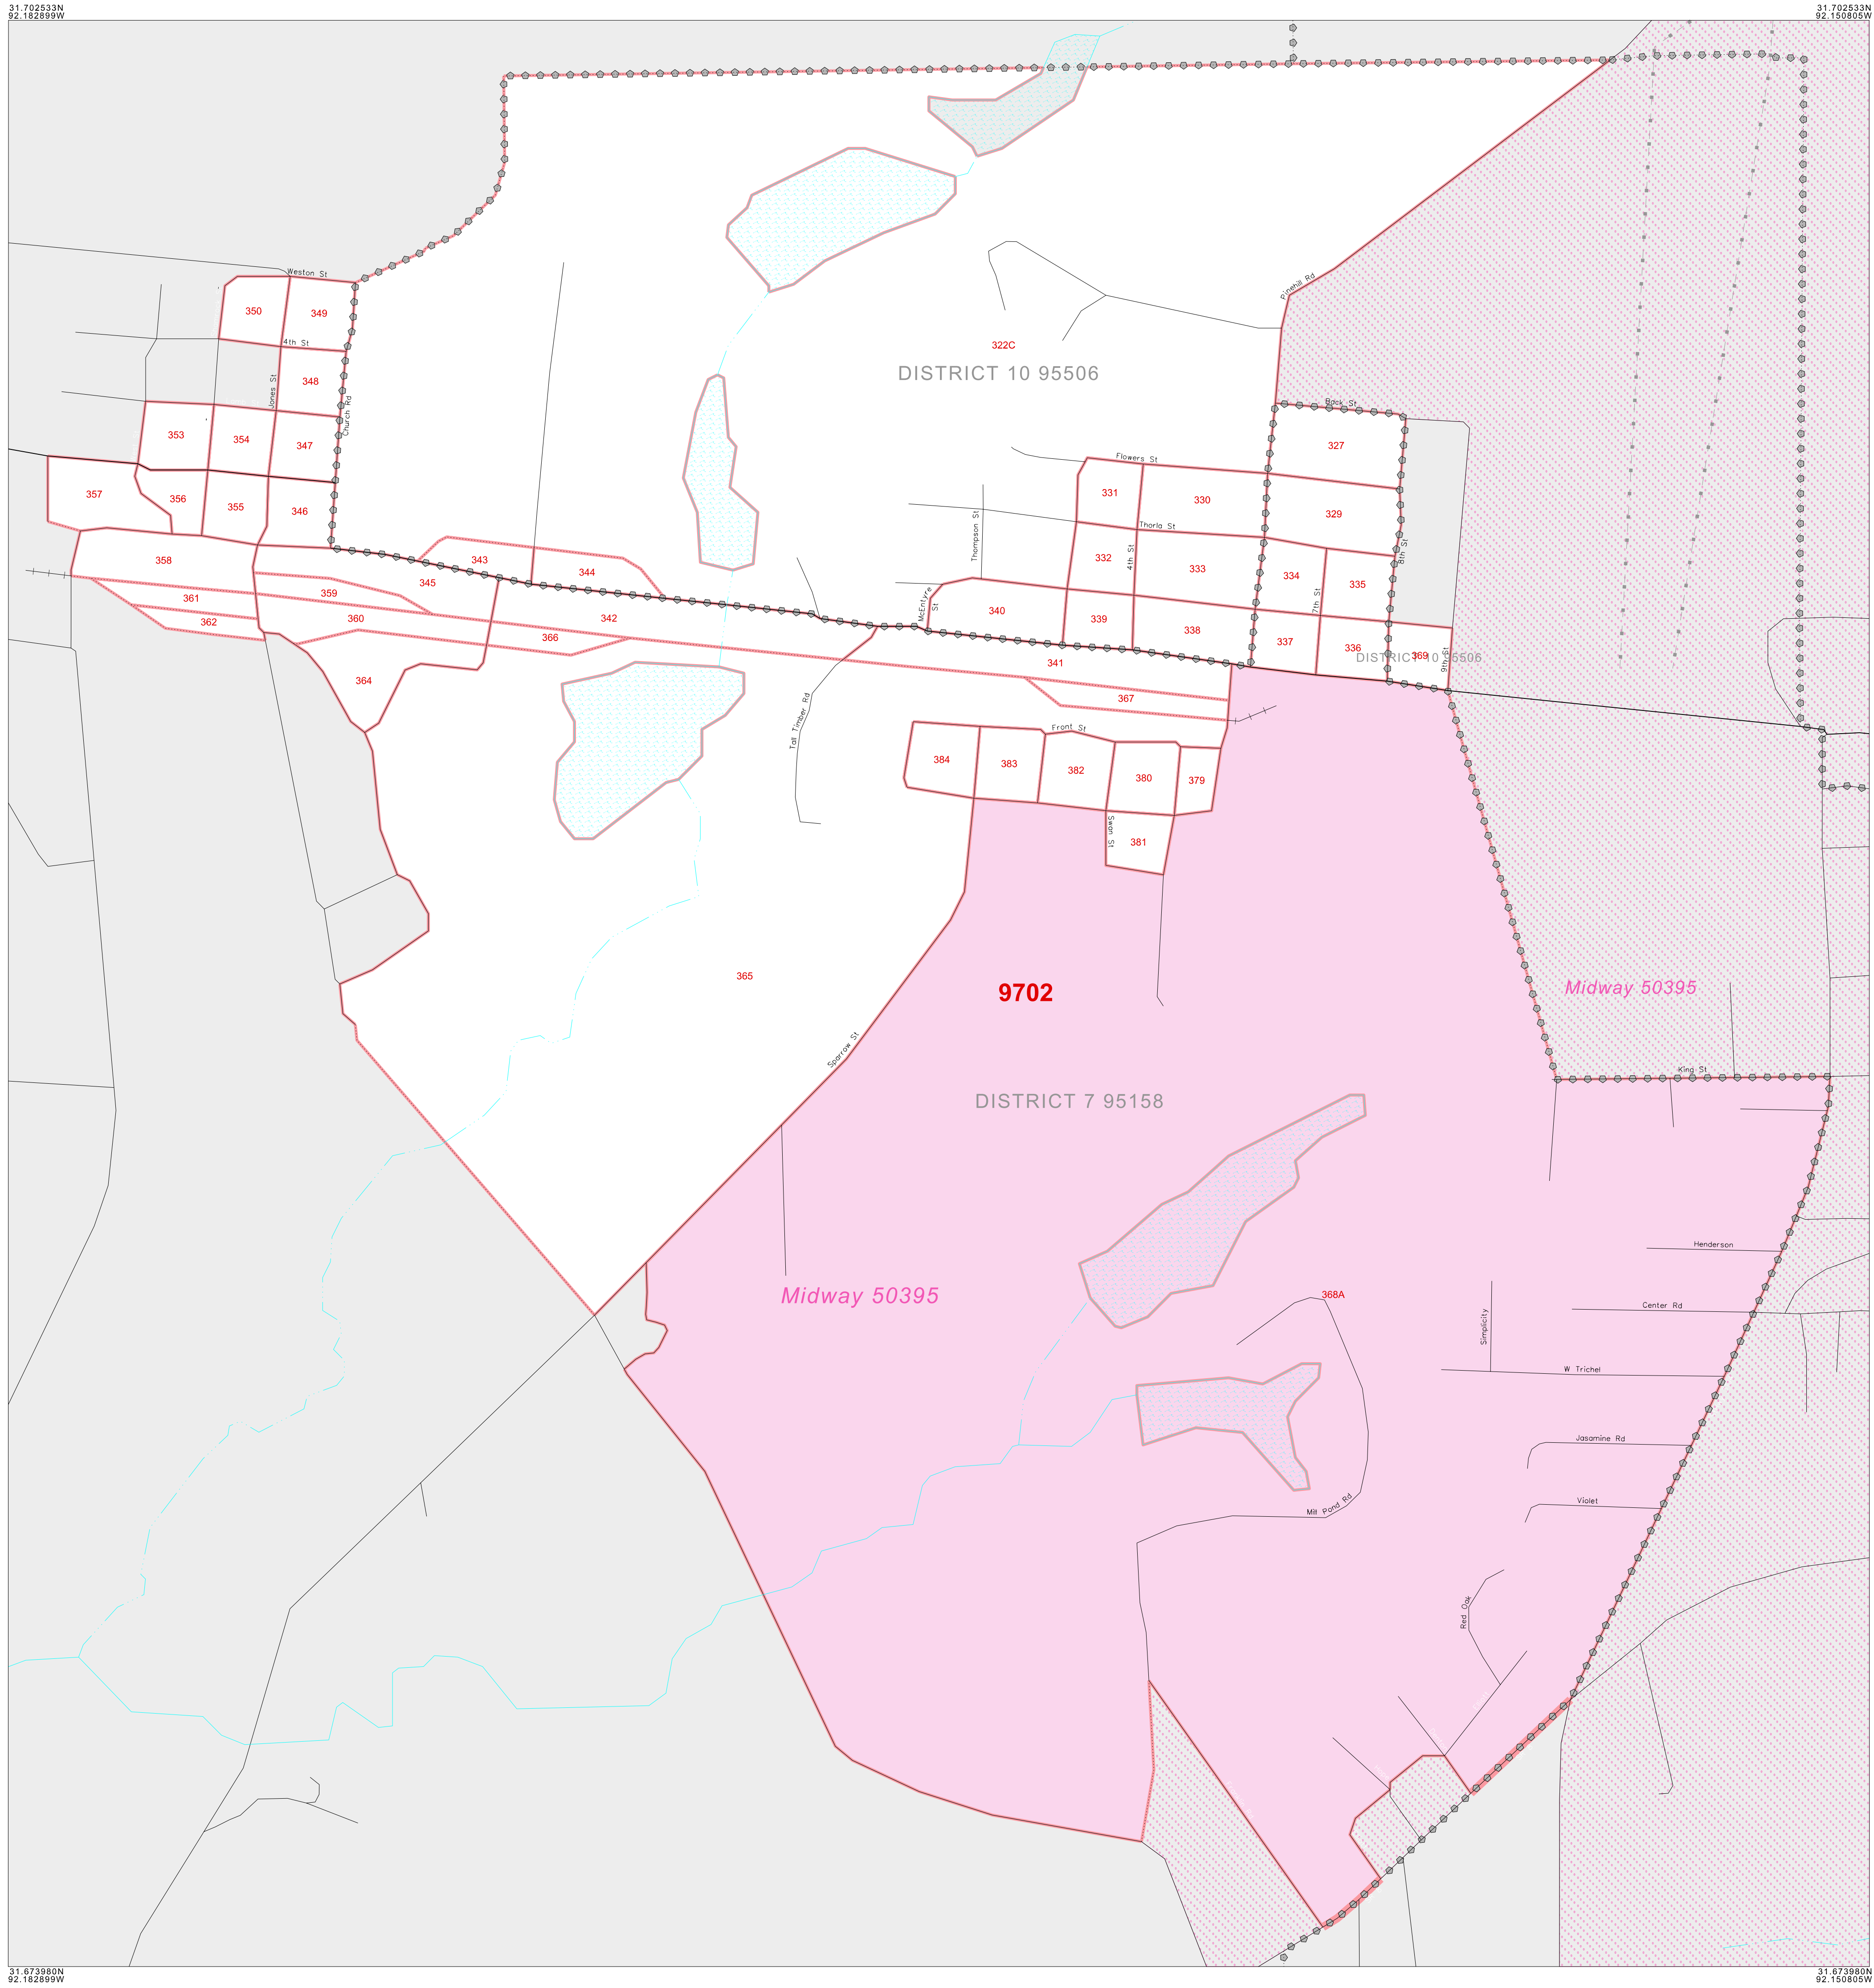 31.702533N
92.182899W
31.702533N
92.150805W
Pinehill Rd
Weston St
350
349
4th St
322C
DISTRICT 10 95506
348
Jones St
Church Rd
Back St
353
354
347
327
Flowers St
357
356
355
346
331
330
329
Thorla St
Thompson St
4th St
8th St
343
344
358
345
332
333
334
335
359
361
362
360
342
366
McEntyre
St
340
339
338
7th St
337
336
369
9th St
DISTRICT 10 95506
341
364
367
Tall Timber Rd
Front St
384
383
382
380
379
Swan St
381
365
9702
Midway 50395
Sparrow St
King St
DISTRICT 7 95158
Henderson
Midway 50395
368A
Center Rd
Simplicity
W Trichel
Jasamine Rd
Violet
Mill Pond Rd
Red Oak
31.673980N
92.182899W
31.673980N
92.150805W